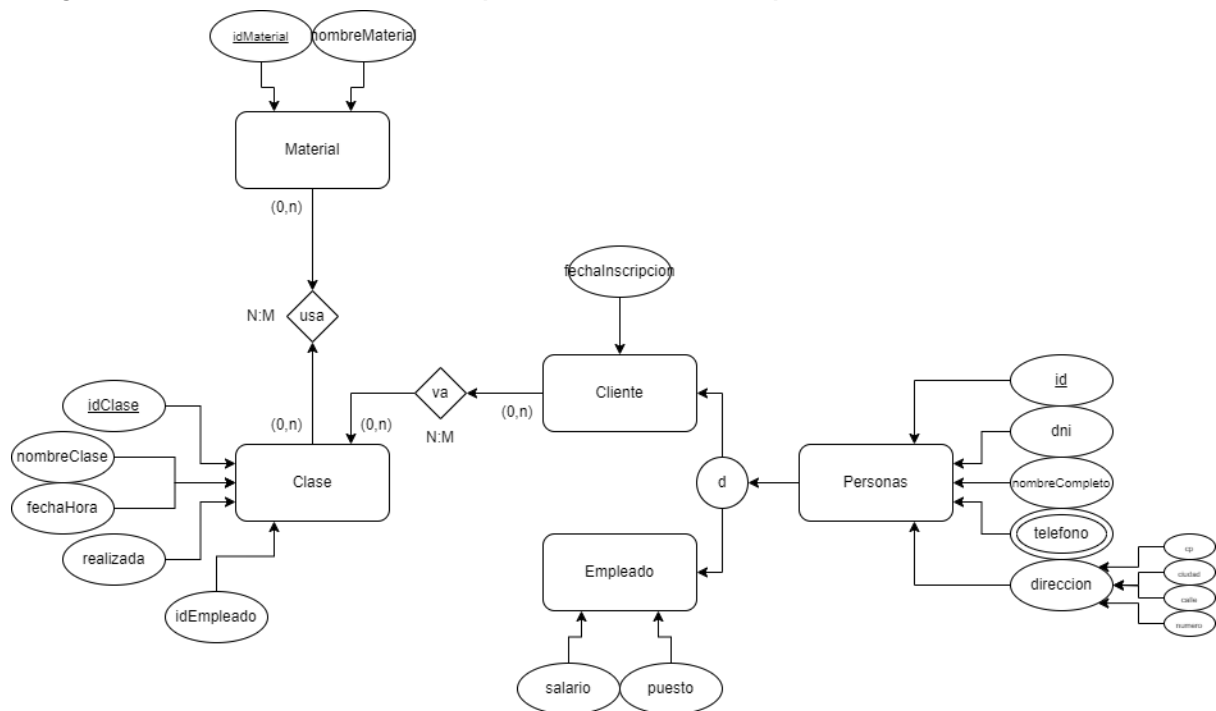 idMaterial
nombreMaterial
Material
(0,n)
N:M
usa
fechaInscripcion
idClase
(0,n)
(0,n)
va
(0,n)
N:M
Cliente
id
dni
nombreClase
fechaHora
Clase
d
Personas
nombreCompleto
telefono
realizada
Empleado
direccion
cp
ciudad
calle
numero
idEmpleado
salario
puesto